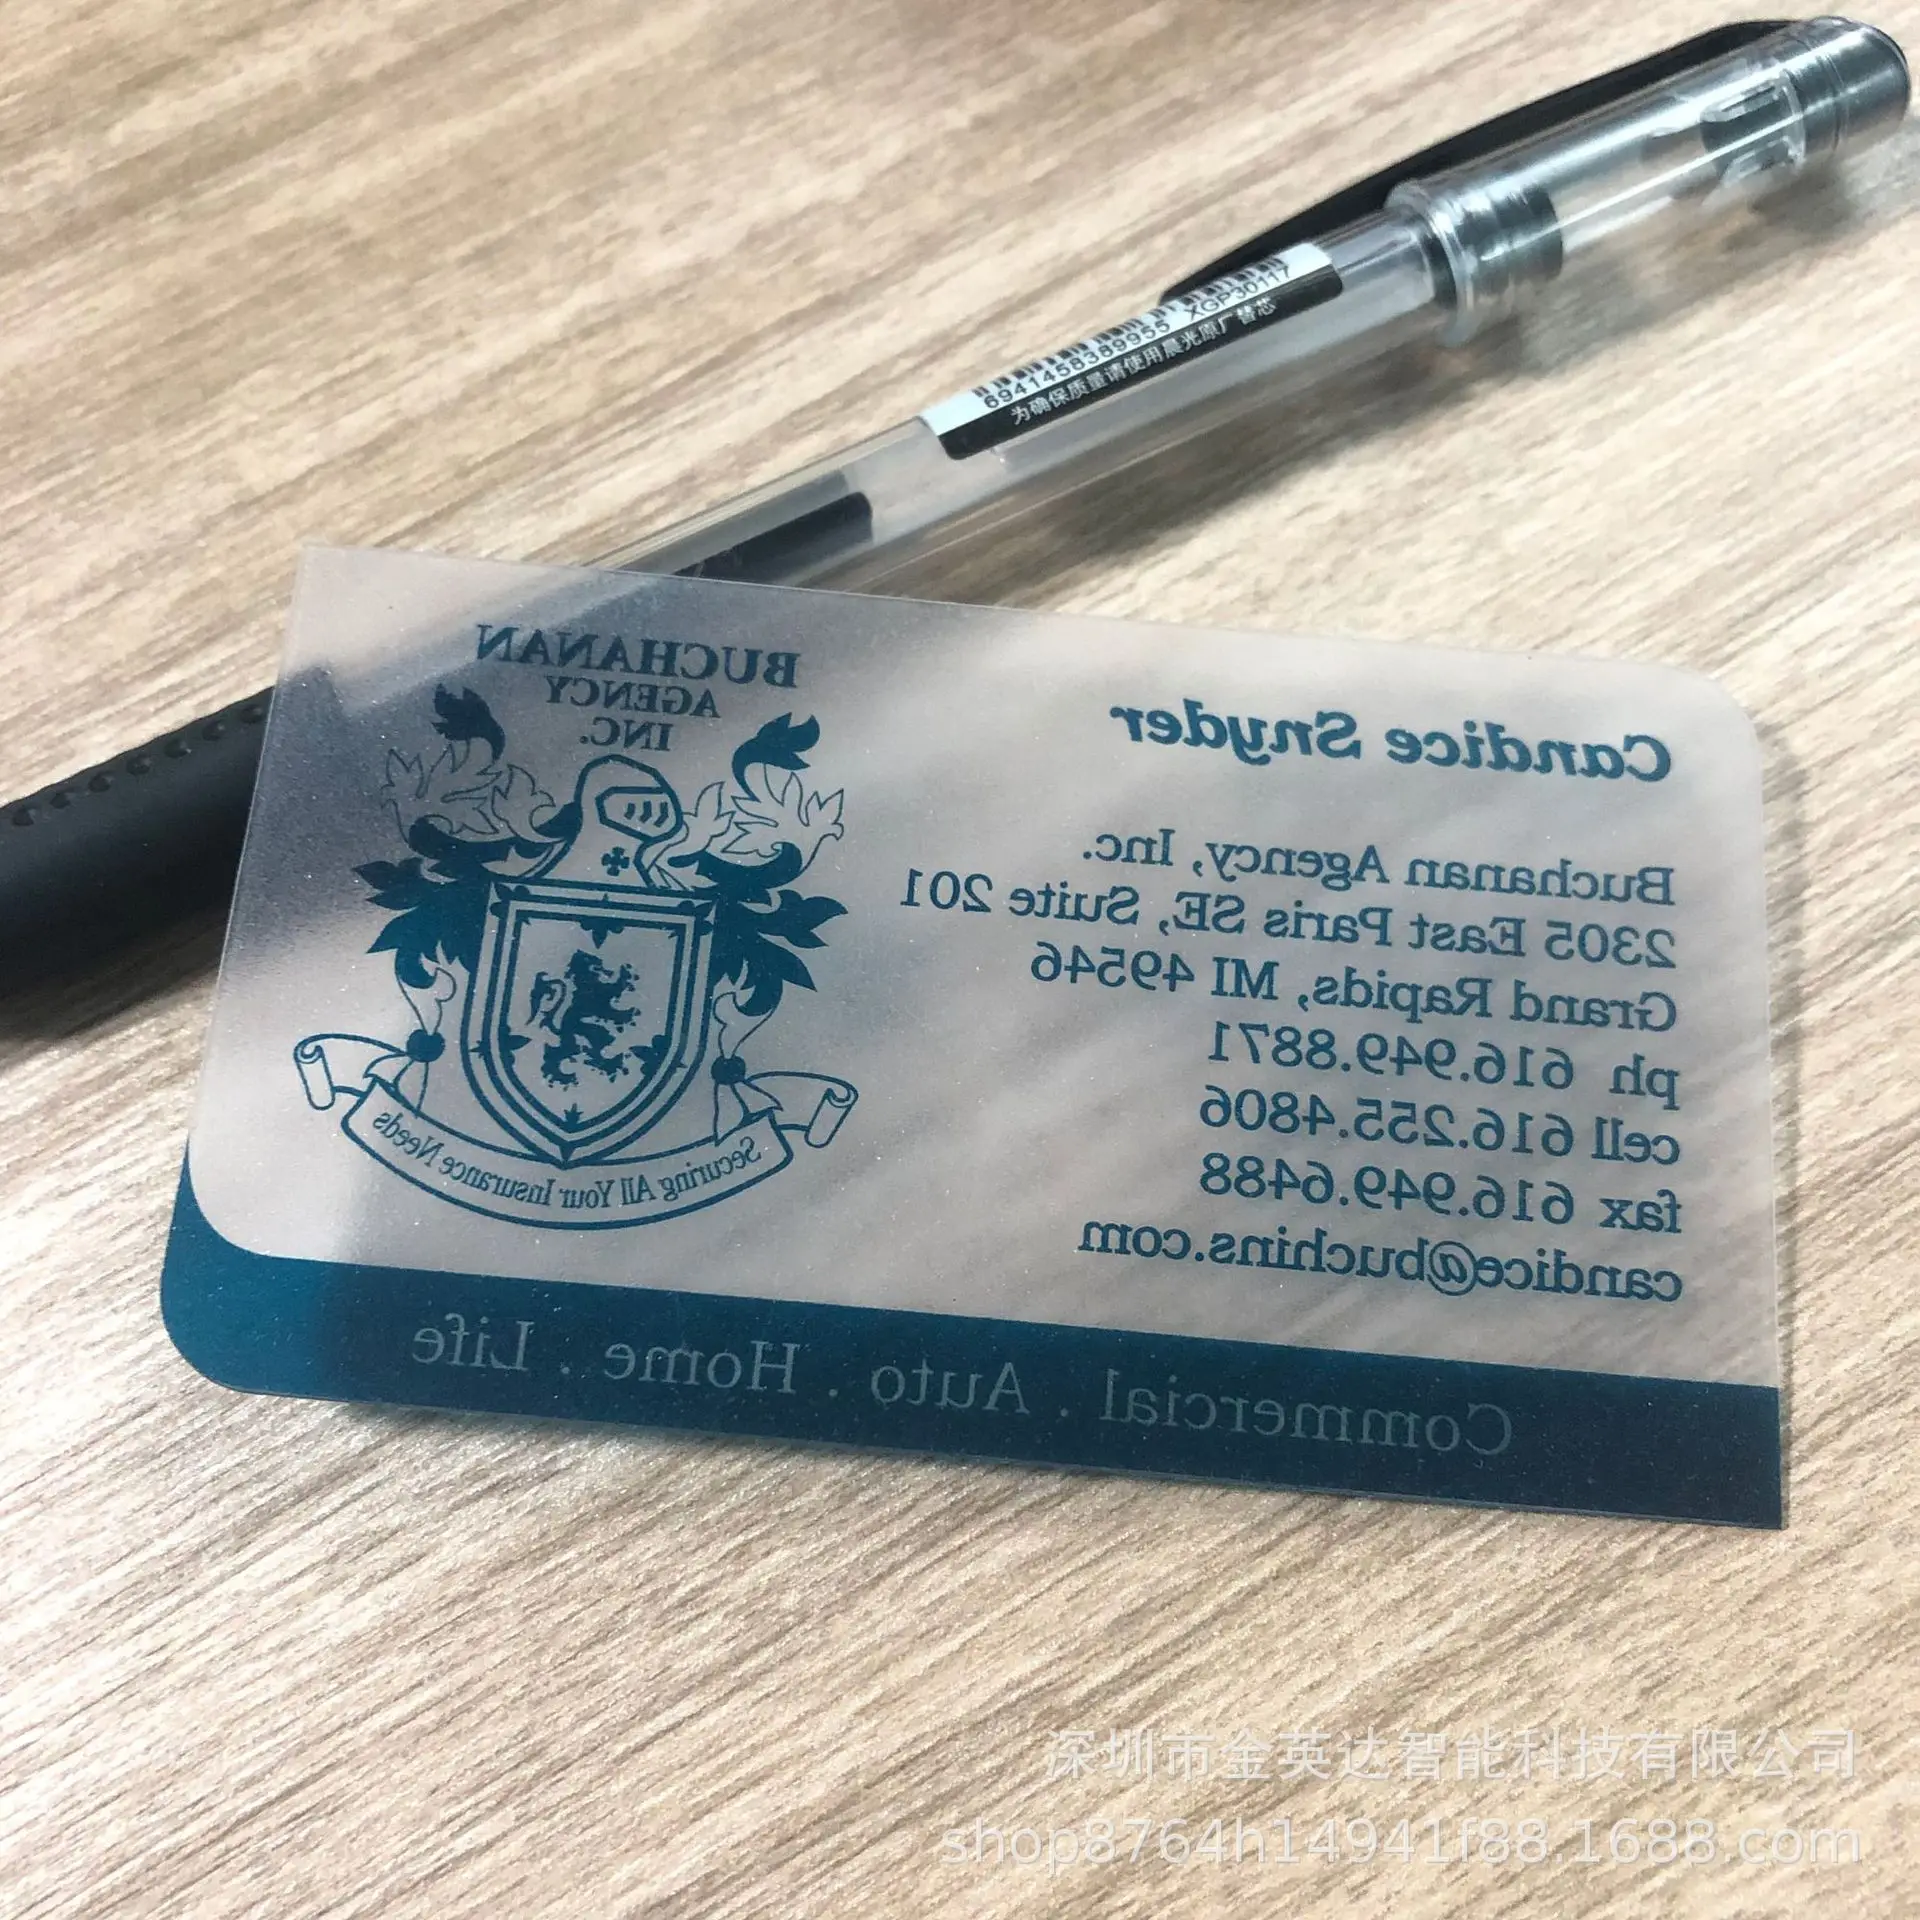 6941458389955 XGP30117
为确保质量请使用晨光原厂替芯
BUCHANAN
AGENCY
INC.
Securing All Your Insurance Needs
Candice Snyder
Buchanan Agency, Inc.
2305 East Paris SE, Suite 201
Grand Rapids, MI 49546
ph 616.949.8871
cell 616.255.4806
fax 616.949.6488
candice@buchins.com
Commercial . Auto . Home . Life
深圳市金英达智能科技有限公司
shop8764h14941f88.1688.com